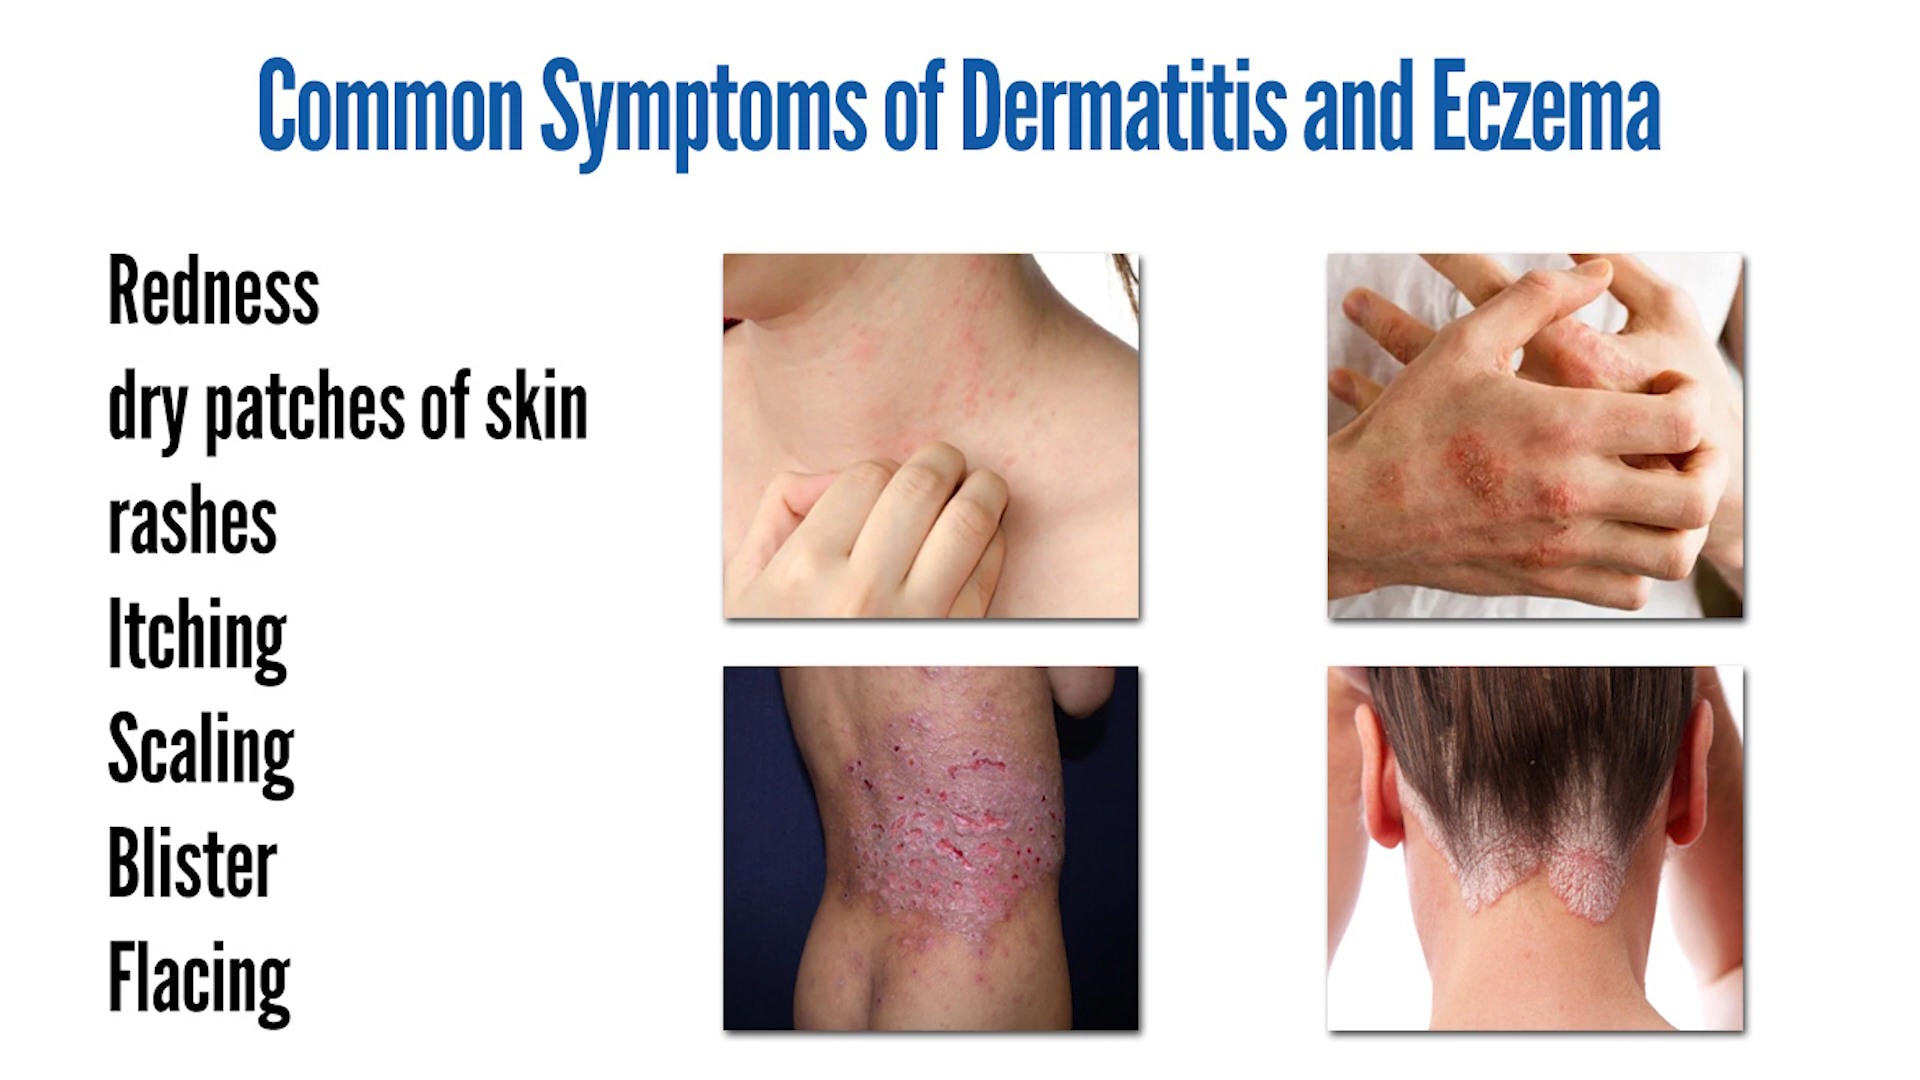 Common Symptoms of Dermatitis and Eczema
Redness
dry patches of skin
rashes
Itching
Scaling
Blister
Flacing